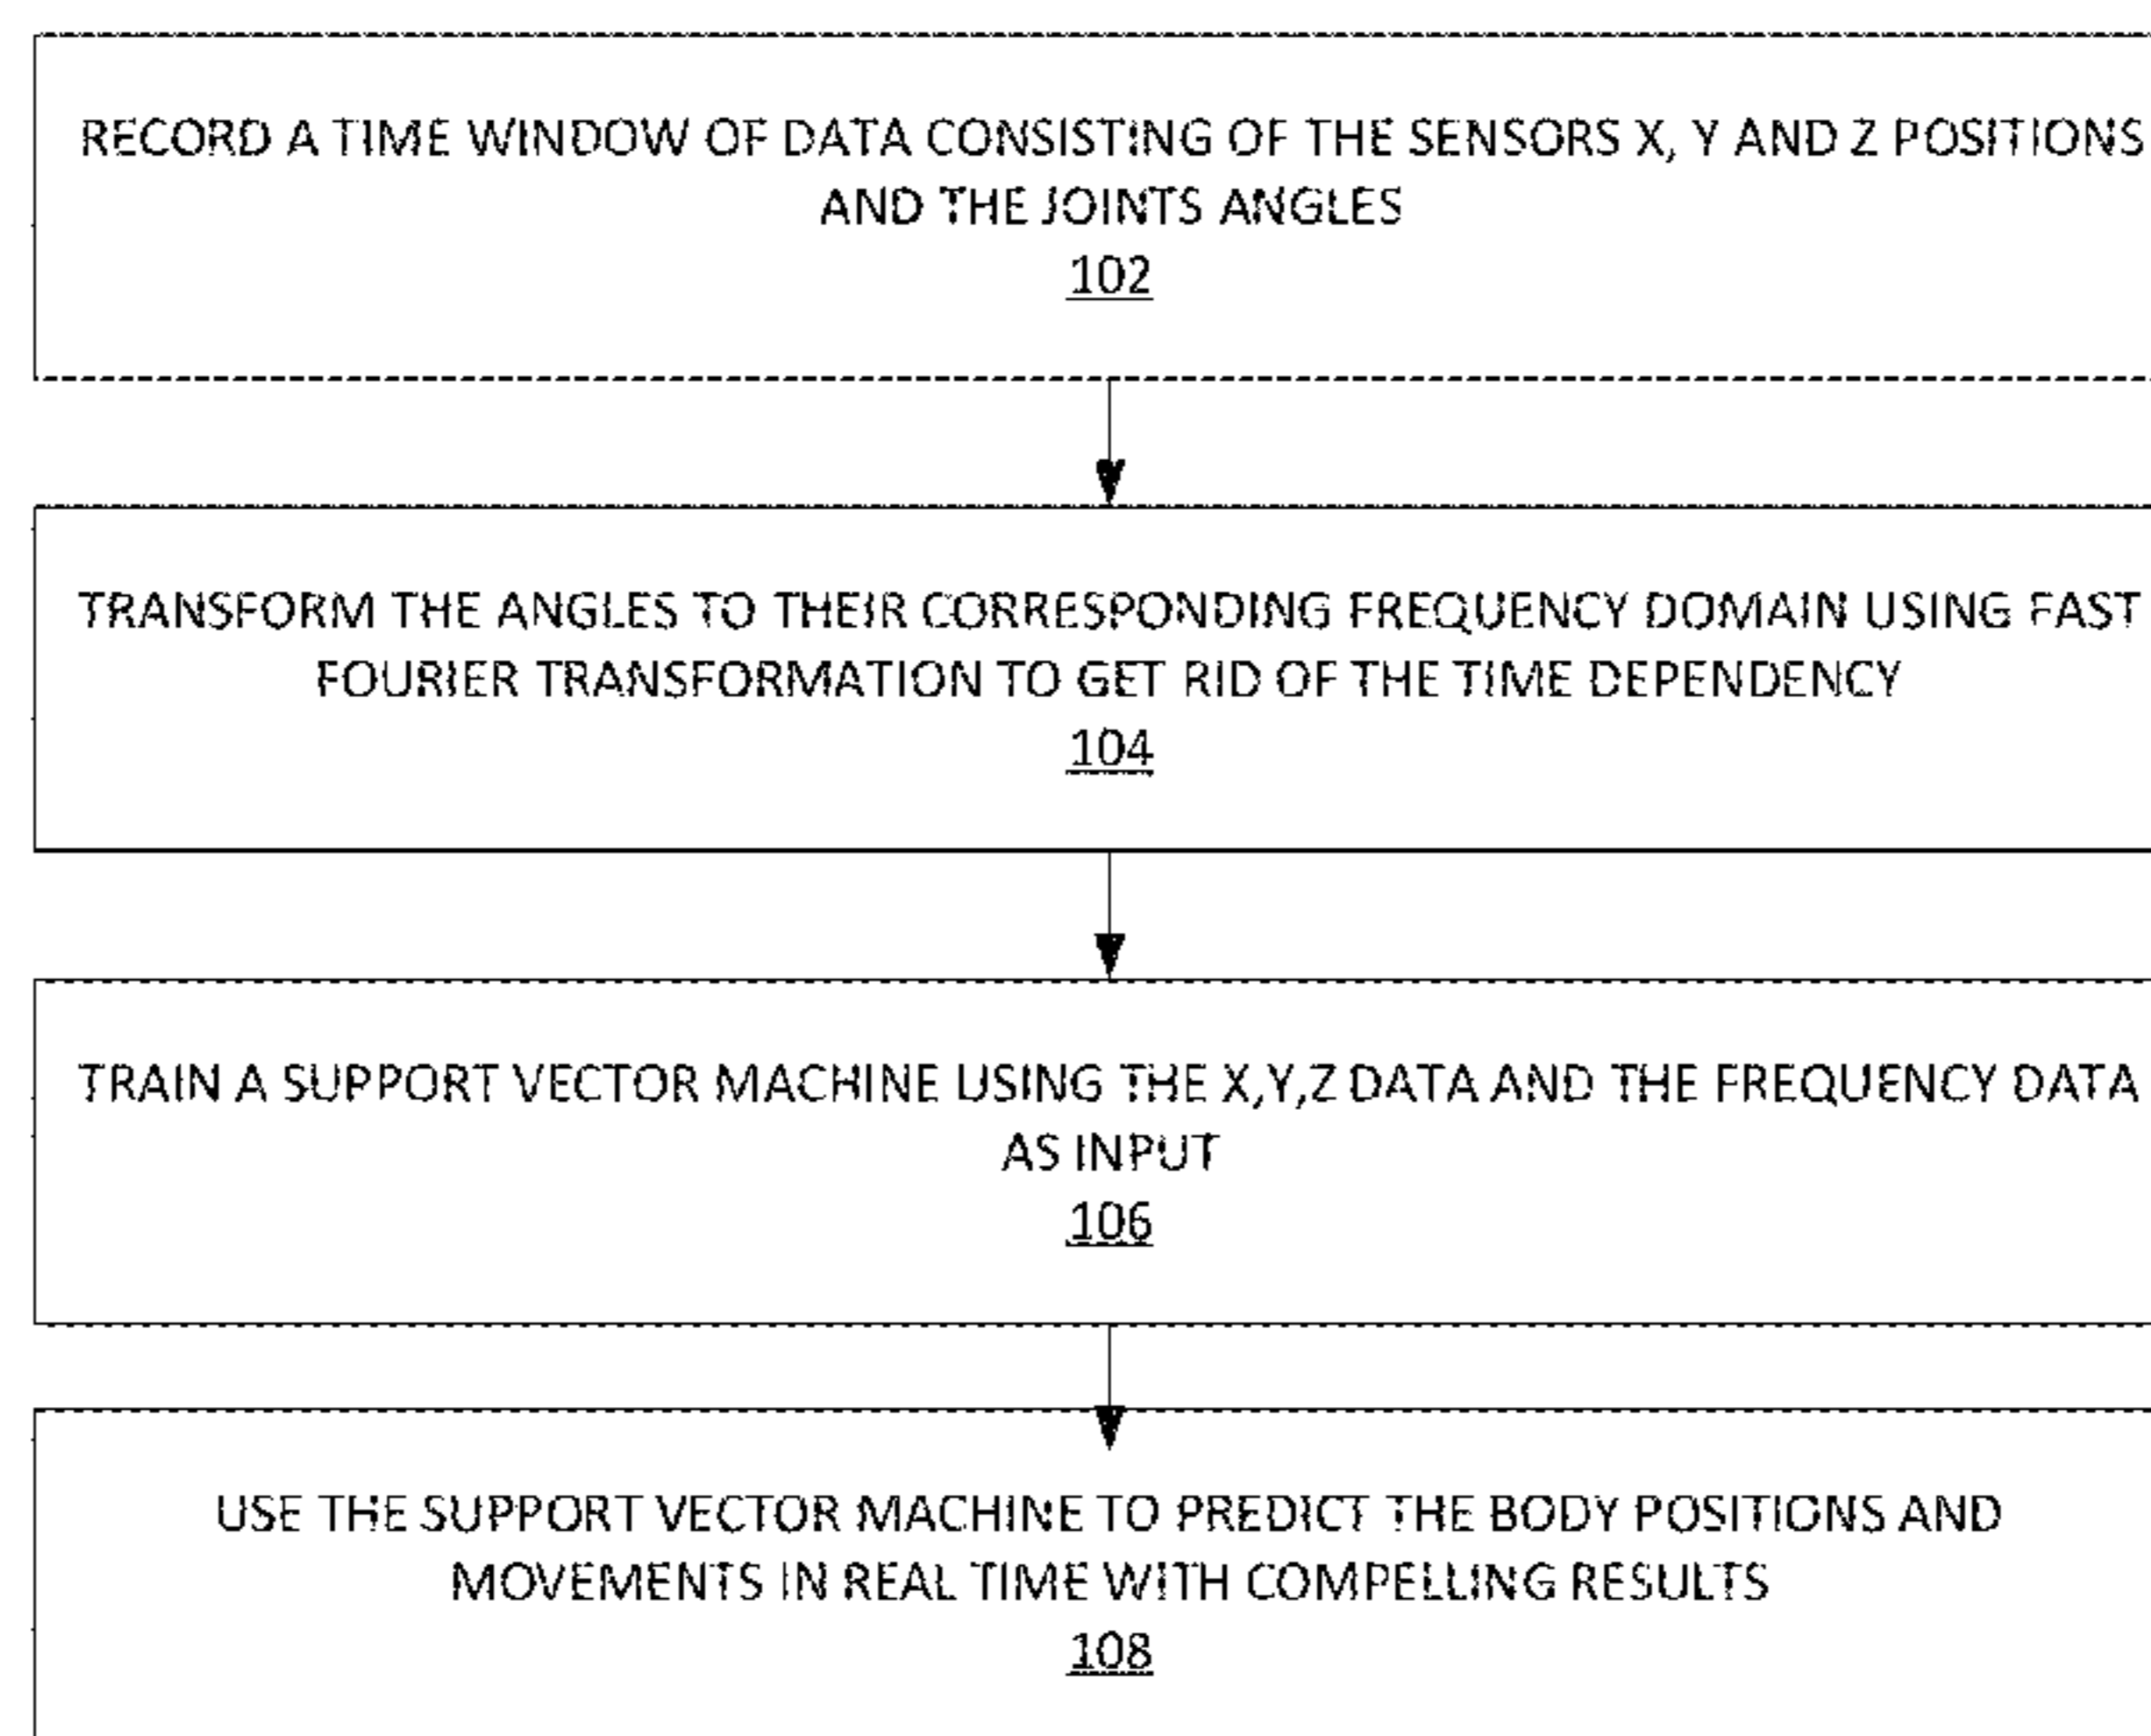 RECORD A TIME WINDOW OF DATA CONSISTING OF THE SENSORS X, Y AND Z POSITIONS
AND THE JOINTS ANGLES
102
TRANSFORM THE ANGLES TO THEIR CORRESPONDING FREQUENCY DOMAIN USING FAST
FOURIER TRANSFORMATION TO GET RID OF THE TIME DEPENDENCY
104
TRAIN A SUPPORT VECTOR MACHINE USING THE X,Y,Z DATA AND THE FREQUENCY DATA
AS INPUT
106
USE THE SUPPORT VECTOR MACHINE TO PREDICT THE BODY POSITIONS AND
MOVEMENTS IN REAL TIME WITH COMPELLING RESULTS
108